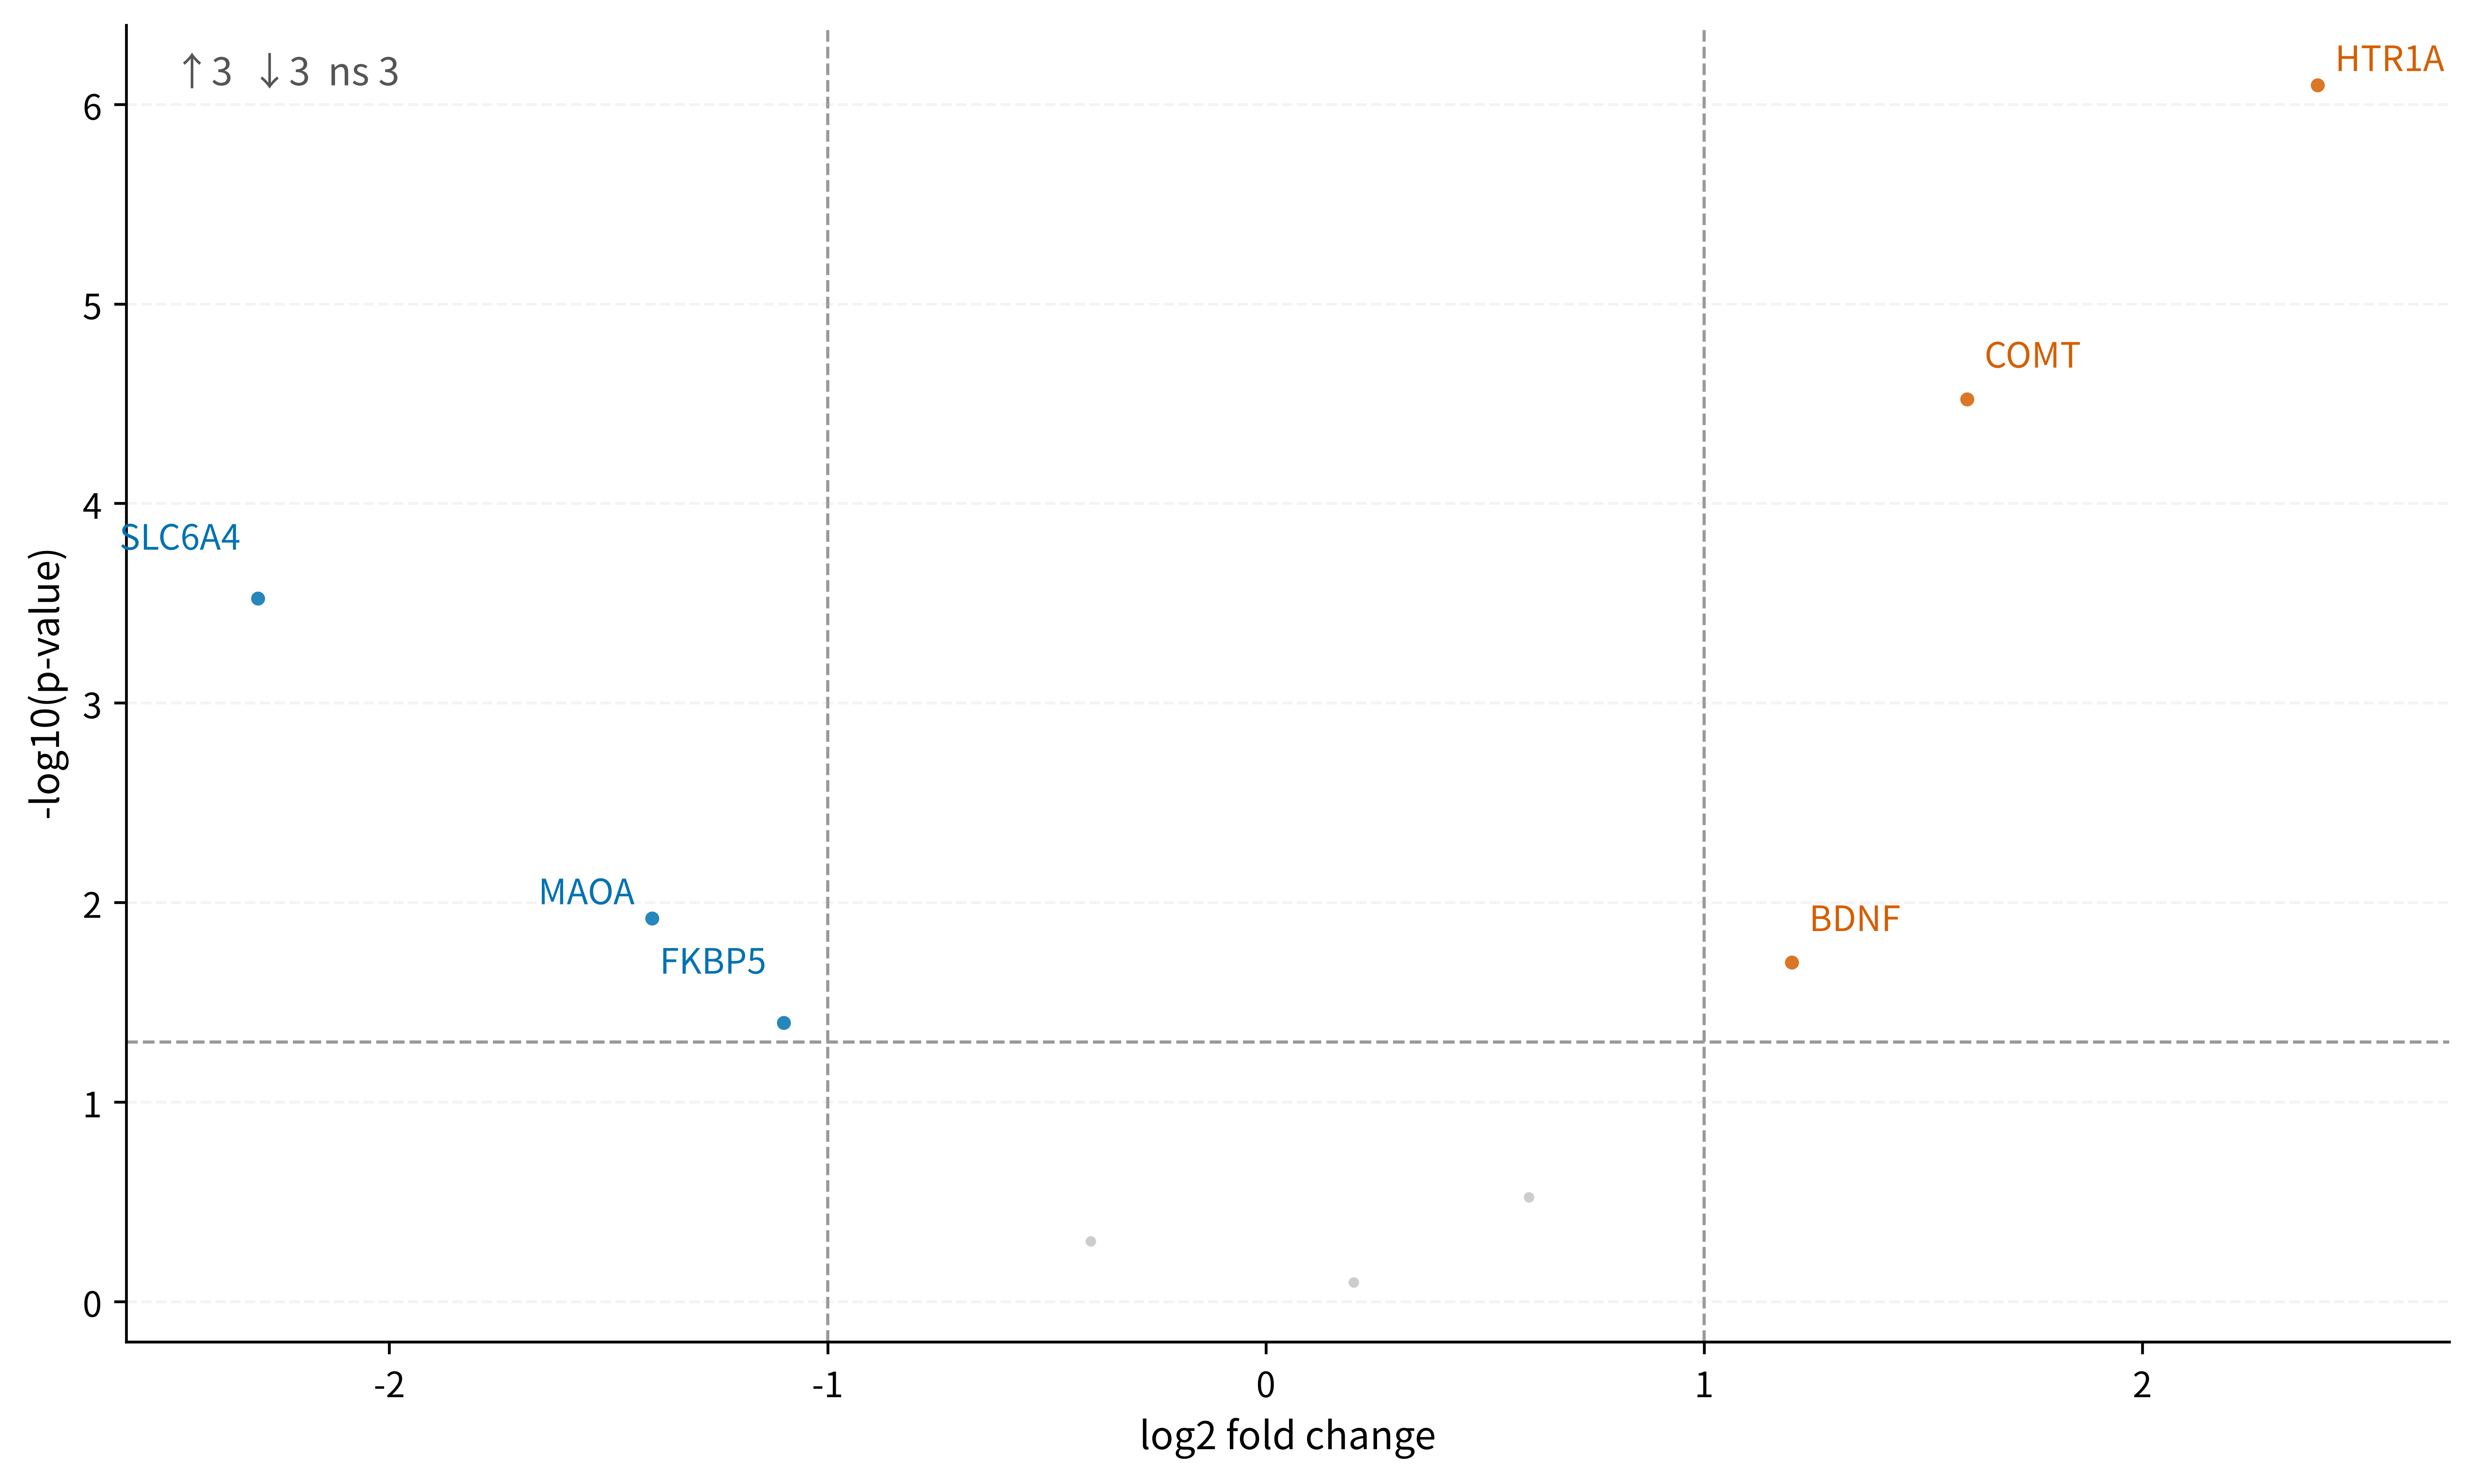 ↑3 ↓3 ns 3
HTR1A
6
5
COMT
4
SLC6A4
3
2
MAOA
BDNF
FKBP5
1
0
-log10(p-value)
-2 -1 0 1 2
log2 fold change